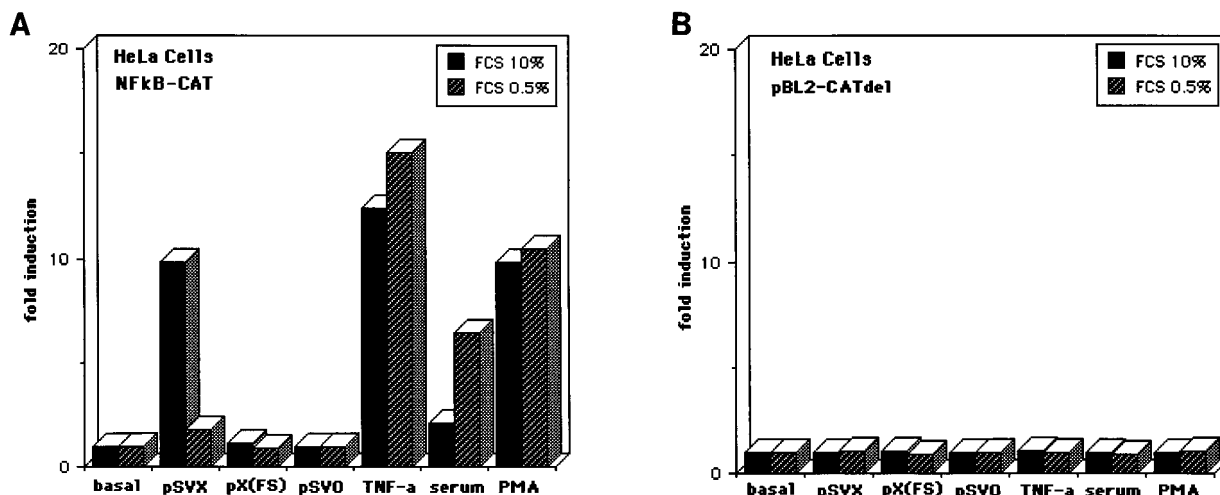 A
20
HeLa Cells
NFkB-CAT
FCS 10%
FCS 0.5%
10
0
fold induction
basal pSVX pX(FS) pSVO TNF-a serum PMA
B
20
HeLa Cells
pBL2-CATdel
FCS 10%
FCS 0.5%
10
0
fold induction
basal pSVX pX(FS) pSVO TNF-a serum PMA